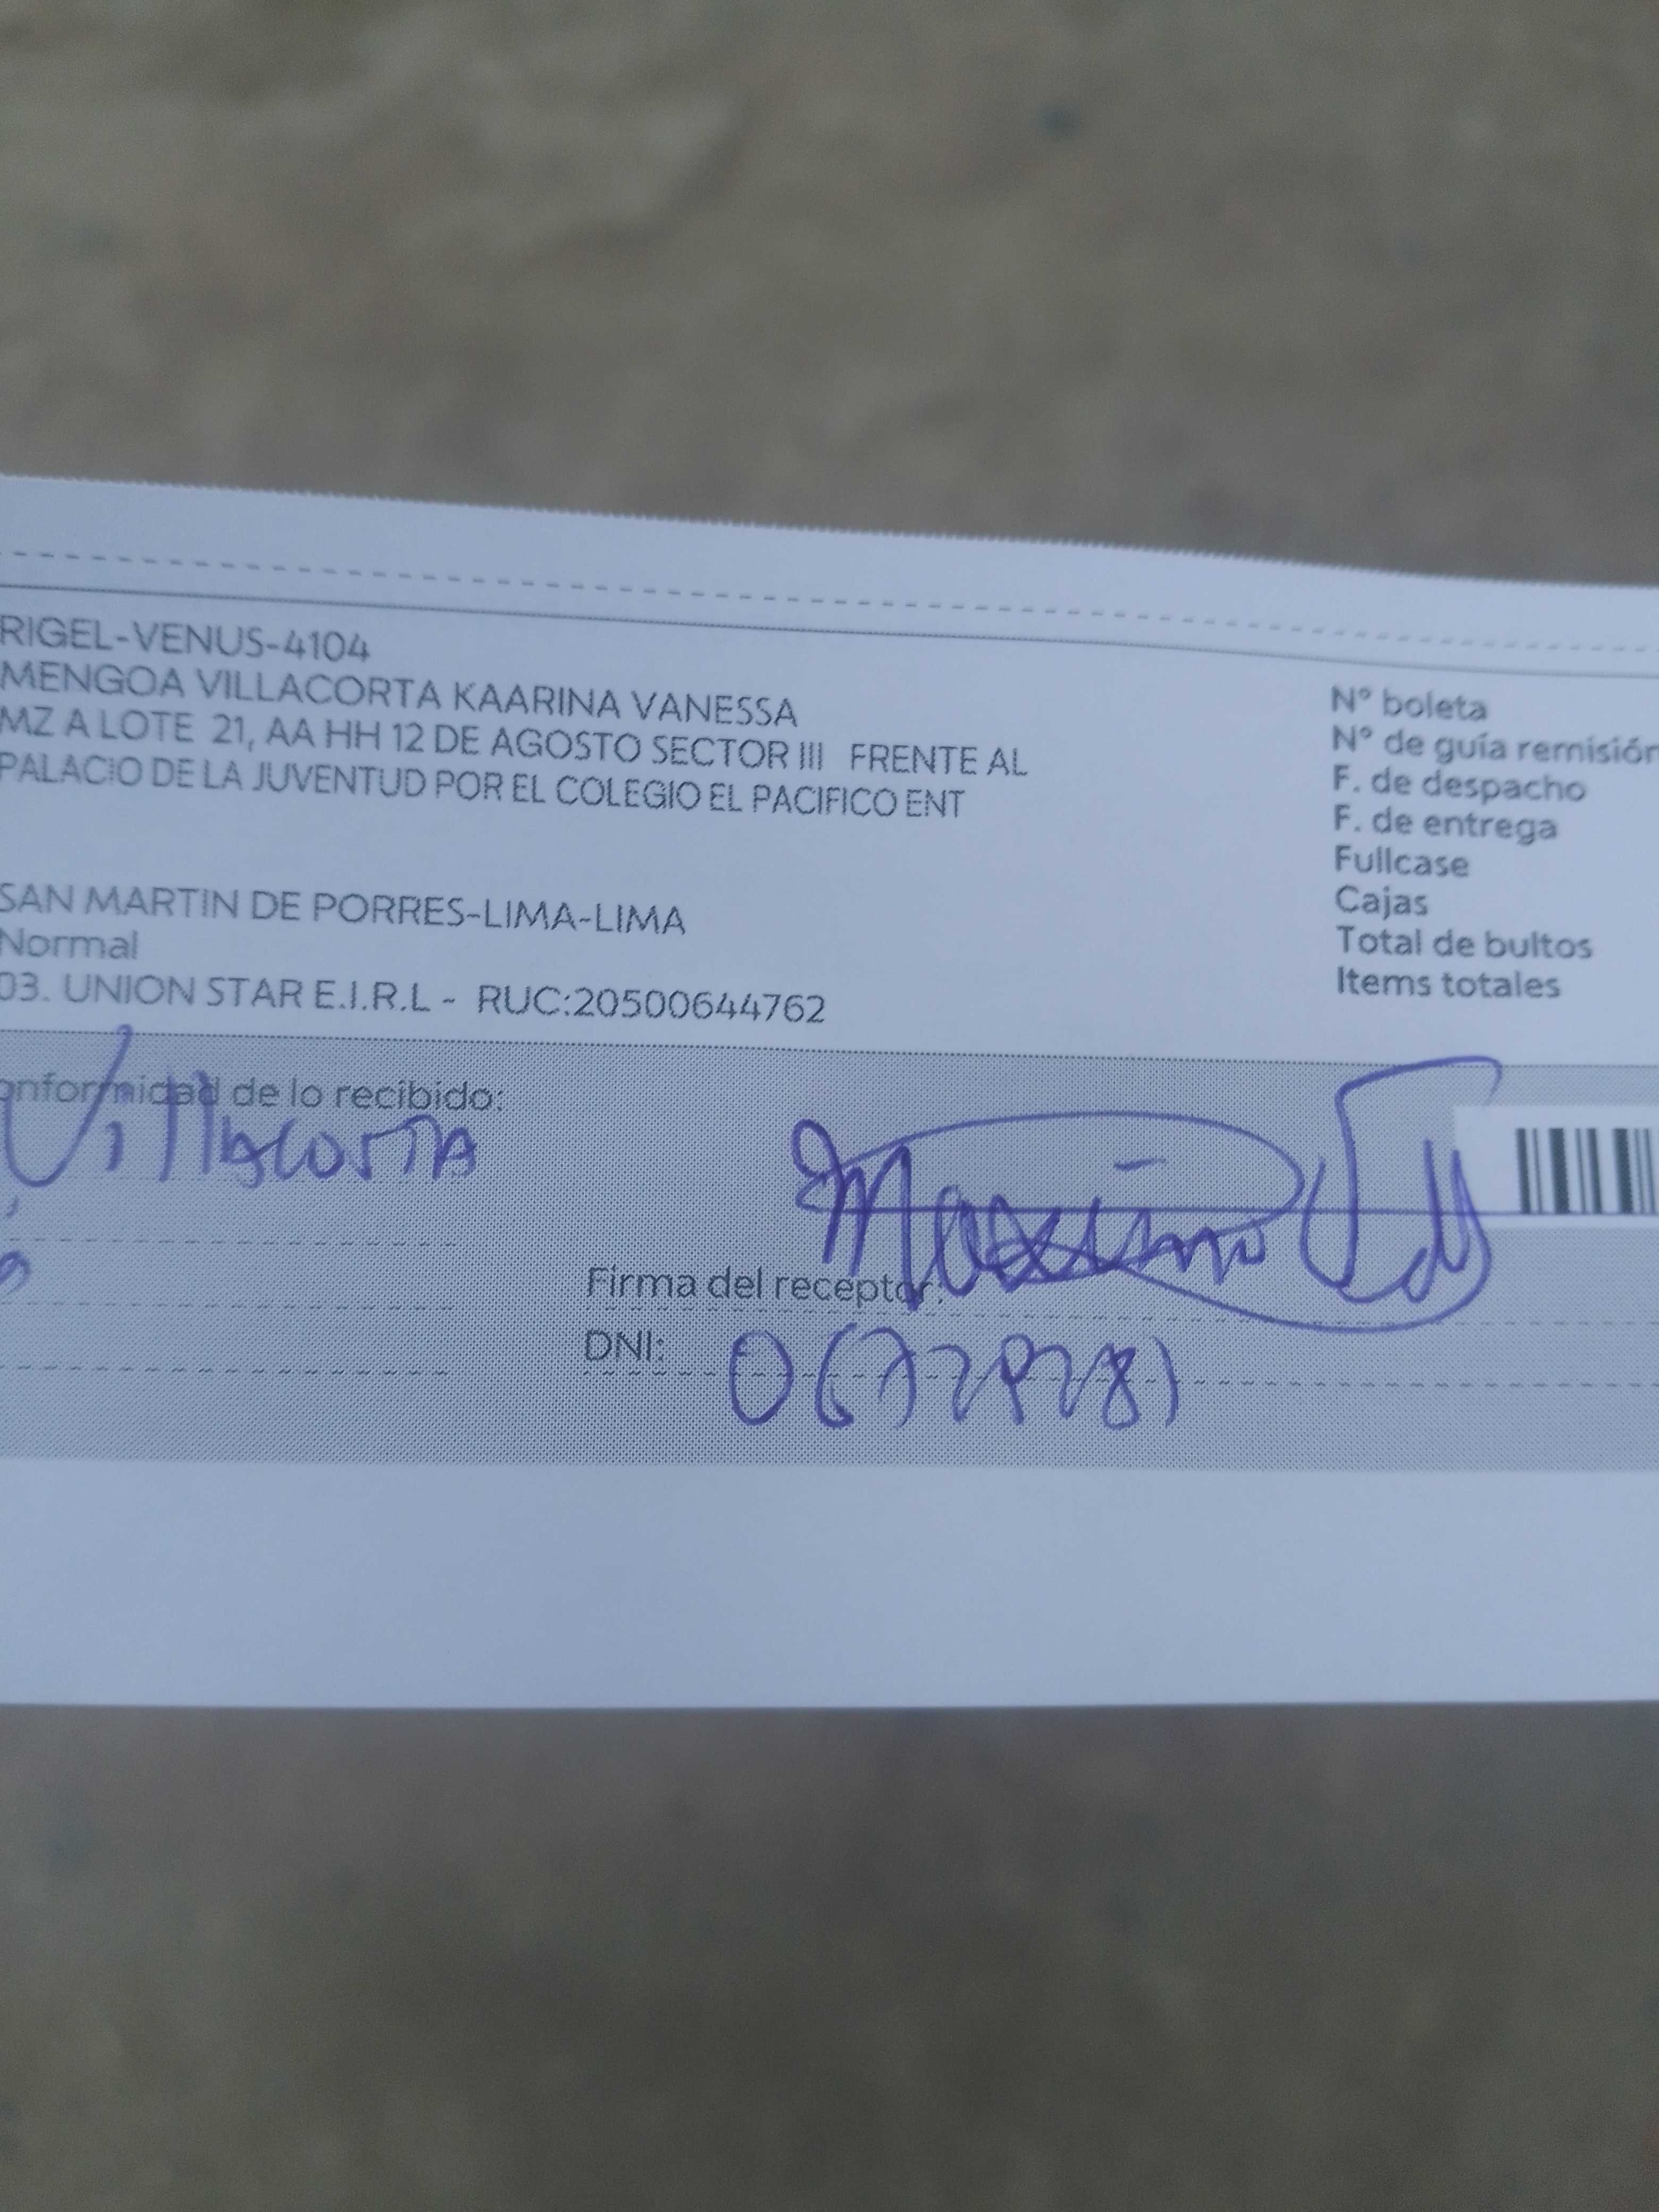 RIGEL-VENUS-4104
MENGOA VILLACORTA KAARINA VANESSA
MZ A LOTE 21, AA HH 12 DE AGOSTO SECTOR III FRENTE AL
PALACIO DE LA JUVENTUD POR EL COLEGIO EL PACIFICO ENT
SAN MARTIN DE PORRES-LIMA-LIMA
Normal
03. UNION STAR E.I.R.L - RUC:20500644762
N° boleta
N° de guía remisión
F. de despacho
F. de entrega
Fullcase
Cajas
Total de bultos
Items totales
onformidad de lo recibido:
Villacorta
Maximo
Firma del receptor:
DNI: